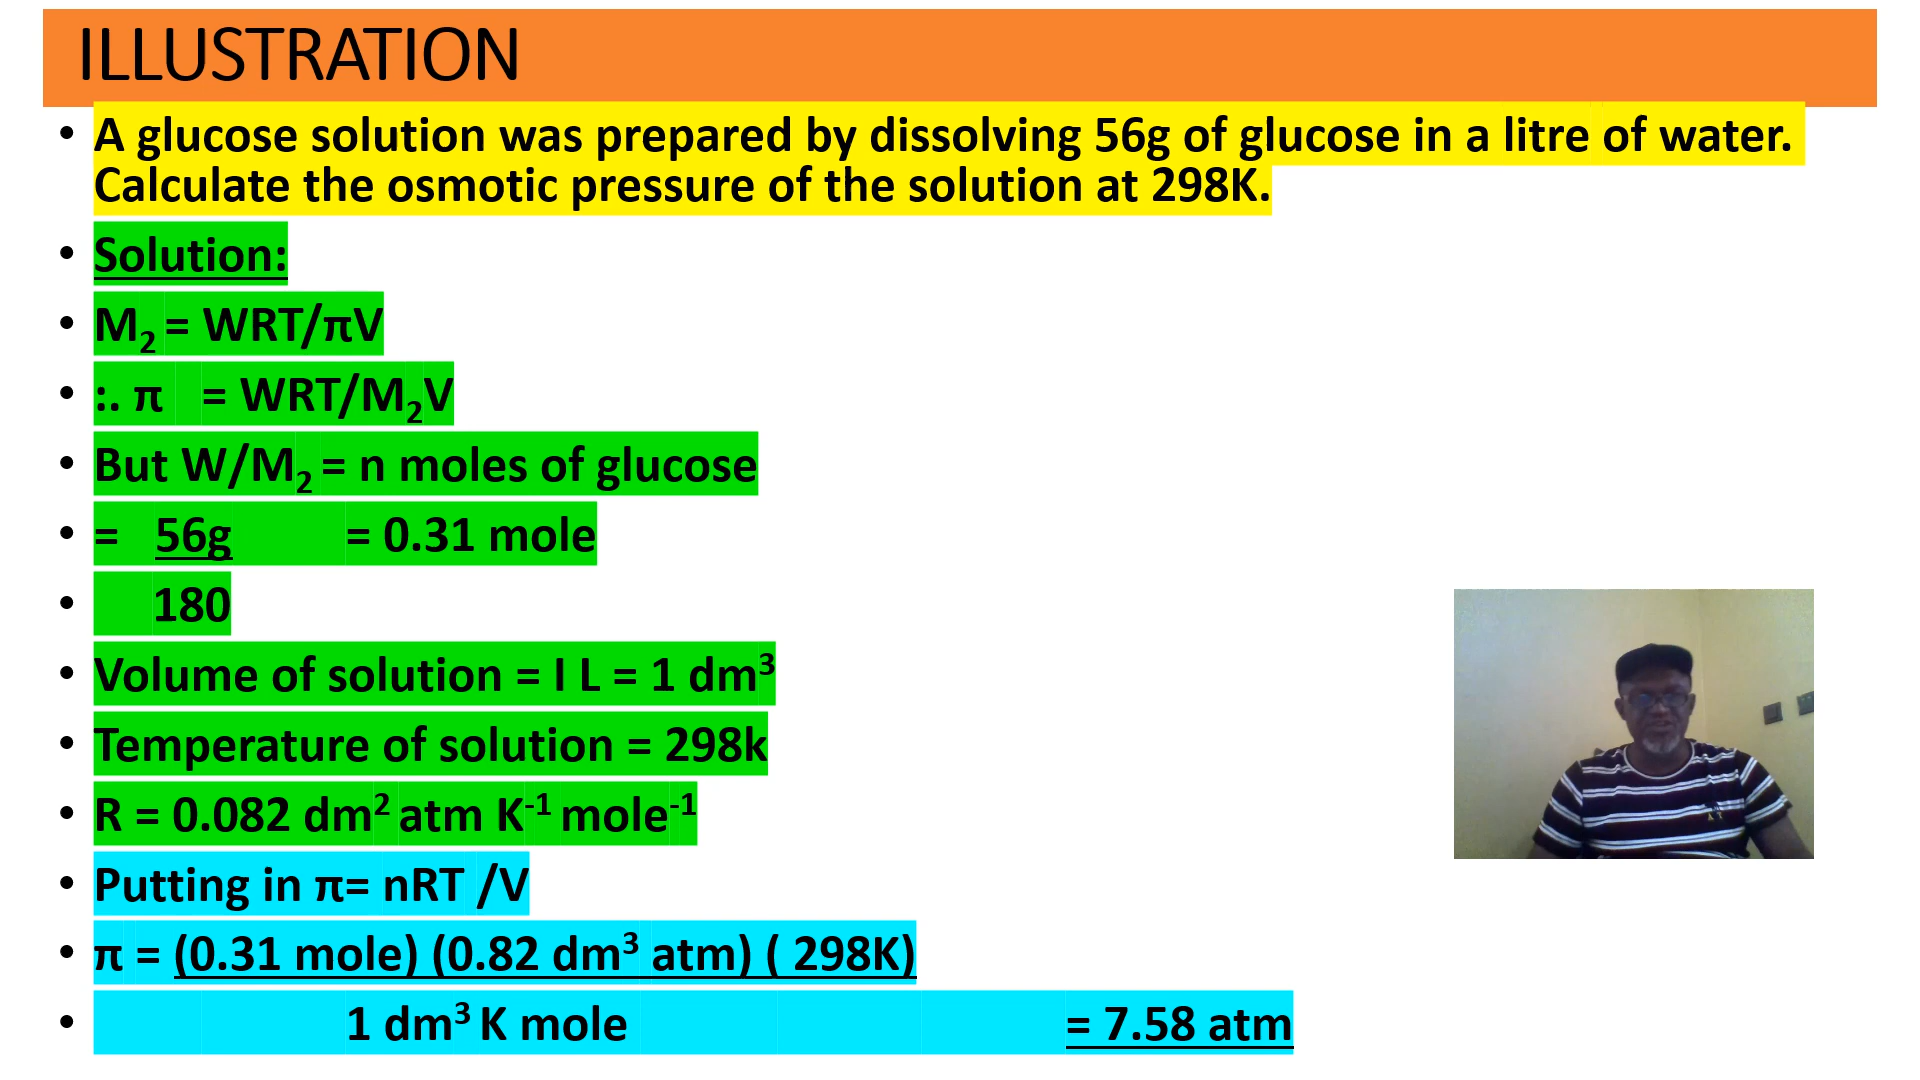 ILLUSTRATION
• A glucose solution was prepared by dissolving 56g of glucose in a litre of water.
Calculate the osmotic pressure of the solution at 298K.
• Solution:
• M₂ = WRT/πV
• :. π = WRT/M₂V
• But W/M₂ = n moles of glucose
• = 56g = 0.31 mole
• 180
• Volume of solution = I L = 1 dm³
• Temperature of solution = 298k
• R = 0.082 dm² atm K⁻¹ mole⁻¹
• Putting in π= nRT /V
• π = (0.31 mole) (0.82 dm³ atm) ( 298K)
• 1 dm³ K mole = 7.58 atm